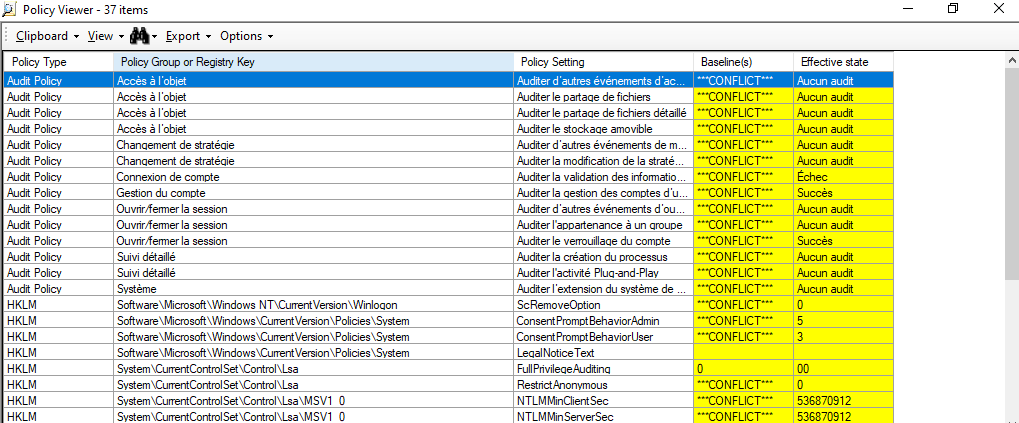 Policy Viewer - 37 items
Clipboard View Export Options
Policy Type Policy Group or Registry Key Policy Setting Baseline(s) Effective state
Audit Policy Accès à l'objet Auditer d'autres événements d'ac... ***CONFLICT*** Aucun audit
Audit Policy Accès à l'objet Auditer le partage de fichiers ***CONFLICT*** Aucun audit
Audit Policy Accès à l'objet Auditer le partage de fichiers détaillé ***CONFLICT*** Aucun audit
Audit Policy Accès à l'objet Auditer le stockage amovible ***CONFLICT*** Aucun audit
Audit Policy Changement de stratégie Auditer d'autres événements de m... ***CONFLICT*** Aucun audit
Audit Policy Changement de stratégie Auditer la modification de la straté... ***CONFLICT*** Aucun audit
Audit Policy Connexion de compte Auditer la validation des informatio... ***CONFLICT*** Échec
Audit Policy Gestion du compte Auditer la gestion des comptes d'u... ***CONFLICT*** Succès
Audit Policy Ouvrir/fermer la session Auditer d'autres événements d'ou... ***CONFLICT*** Aucun audit
Audit Policy Ouvrir/fermer la session Auditer l'appartenance à un groupe ***CONFLICT*** Aucun audit
Audit Policy Ouvrir/fermer la session Auditer le verrouillage du compte ***CONFLICT*** Succès
Audit Policy Suivi détaillé Auditer la création du processus ***CONFLICT*** Aucun audit
Audit Policy Suivi détaillé Auditer l'activité Plug-and-Play ***CONFLICT*** Aucun audit
Audit Policy Système Auditer l'extension du système de ... ***CONFLICT*** Aucun audit
HKLM Software\Microsoft\Windows NT\CurrentVersion\Winlogon ScRemoveOption ***CONFLICT*** 0
HKLM Software\Microsoft\Windows\CurrentVersion\Policies\System ConsentPromptBehaviorAdmin ***CONFLICT*** 5
HKLM Software\Microsoft\Windows\CurrentVersion\Policies\System ConsentPromptBehaviorUser ***CONFLICT*** 3
HKLM Software\Microsoft\Windows\CurrentVersion\Policies\System LegalNoticeText
HKLM System\CurrentControlSet\Control\Lsa FullPrivilegeAuditing 0 00
HKLM System\CurrentControlSet\Control\Lsa RestrictAnonymous ***CONFLICT*** 0
HKLM System\CurrentControlSet\Control\Lsa\MSV1_0 NTLMMinClientSec ***CONFLICT*** 536870912
HKLM System\CurrentControlSet\Control\Lsa\MSV1_0 NTLMMinServerSec ***CONFLICT*** 536870912